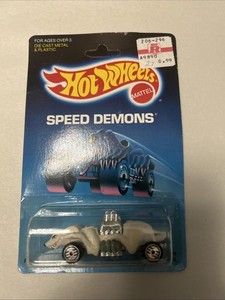 FOR AGES OVER 3
DIE CAST METAL
& PLASTIC
Hot Wheels
MATTEL
SPEED DEMONS